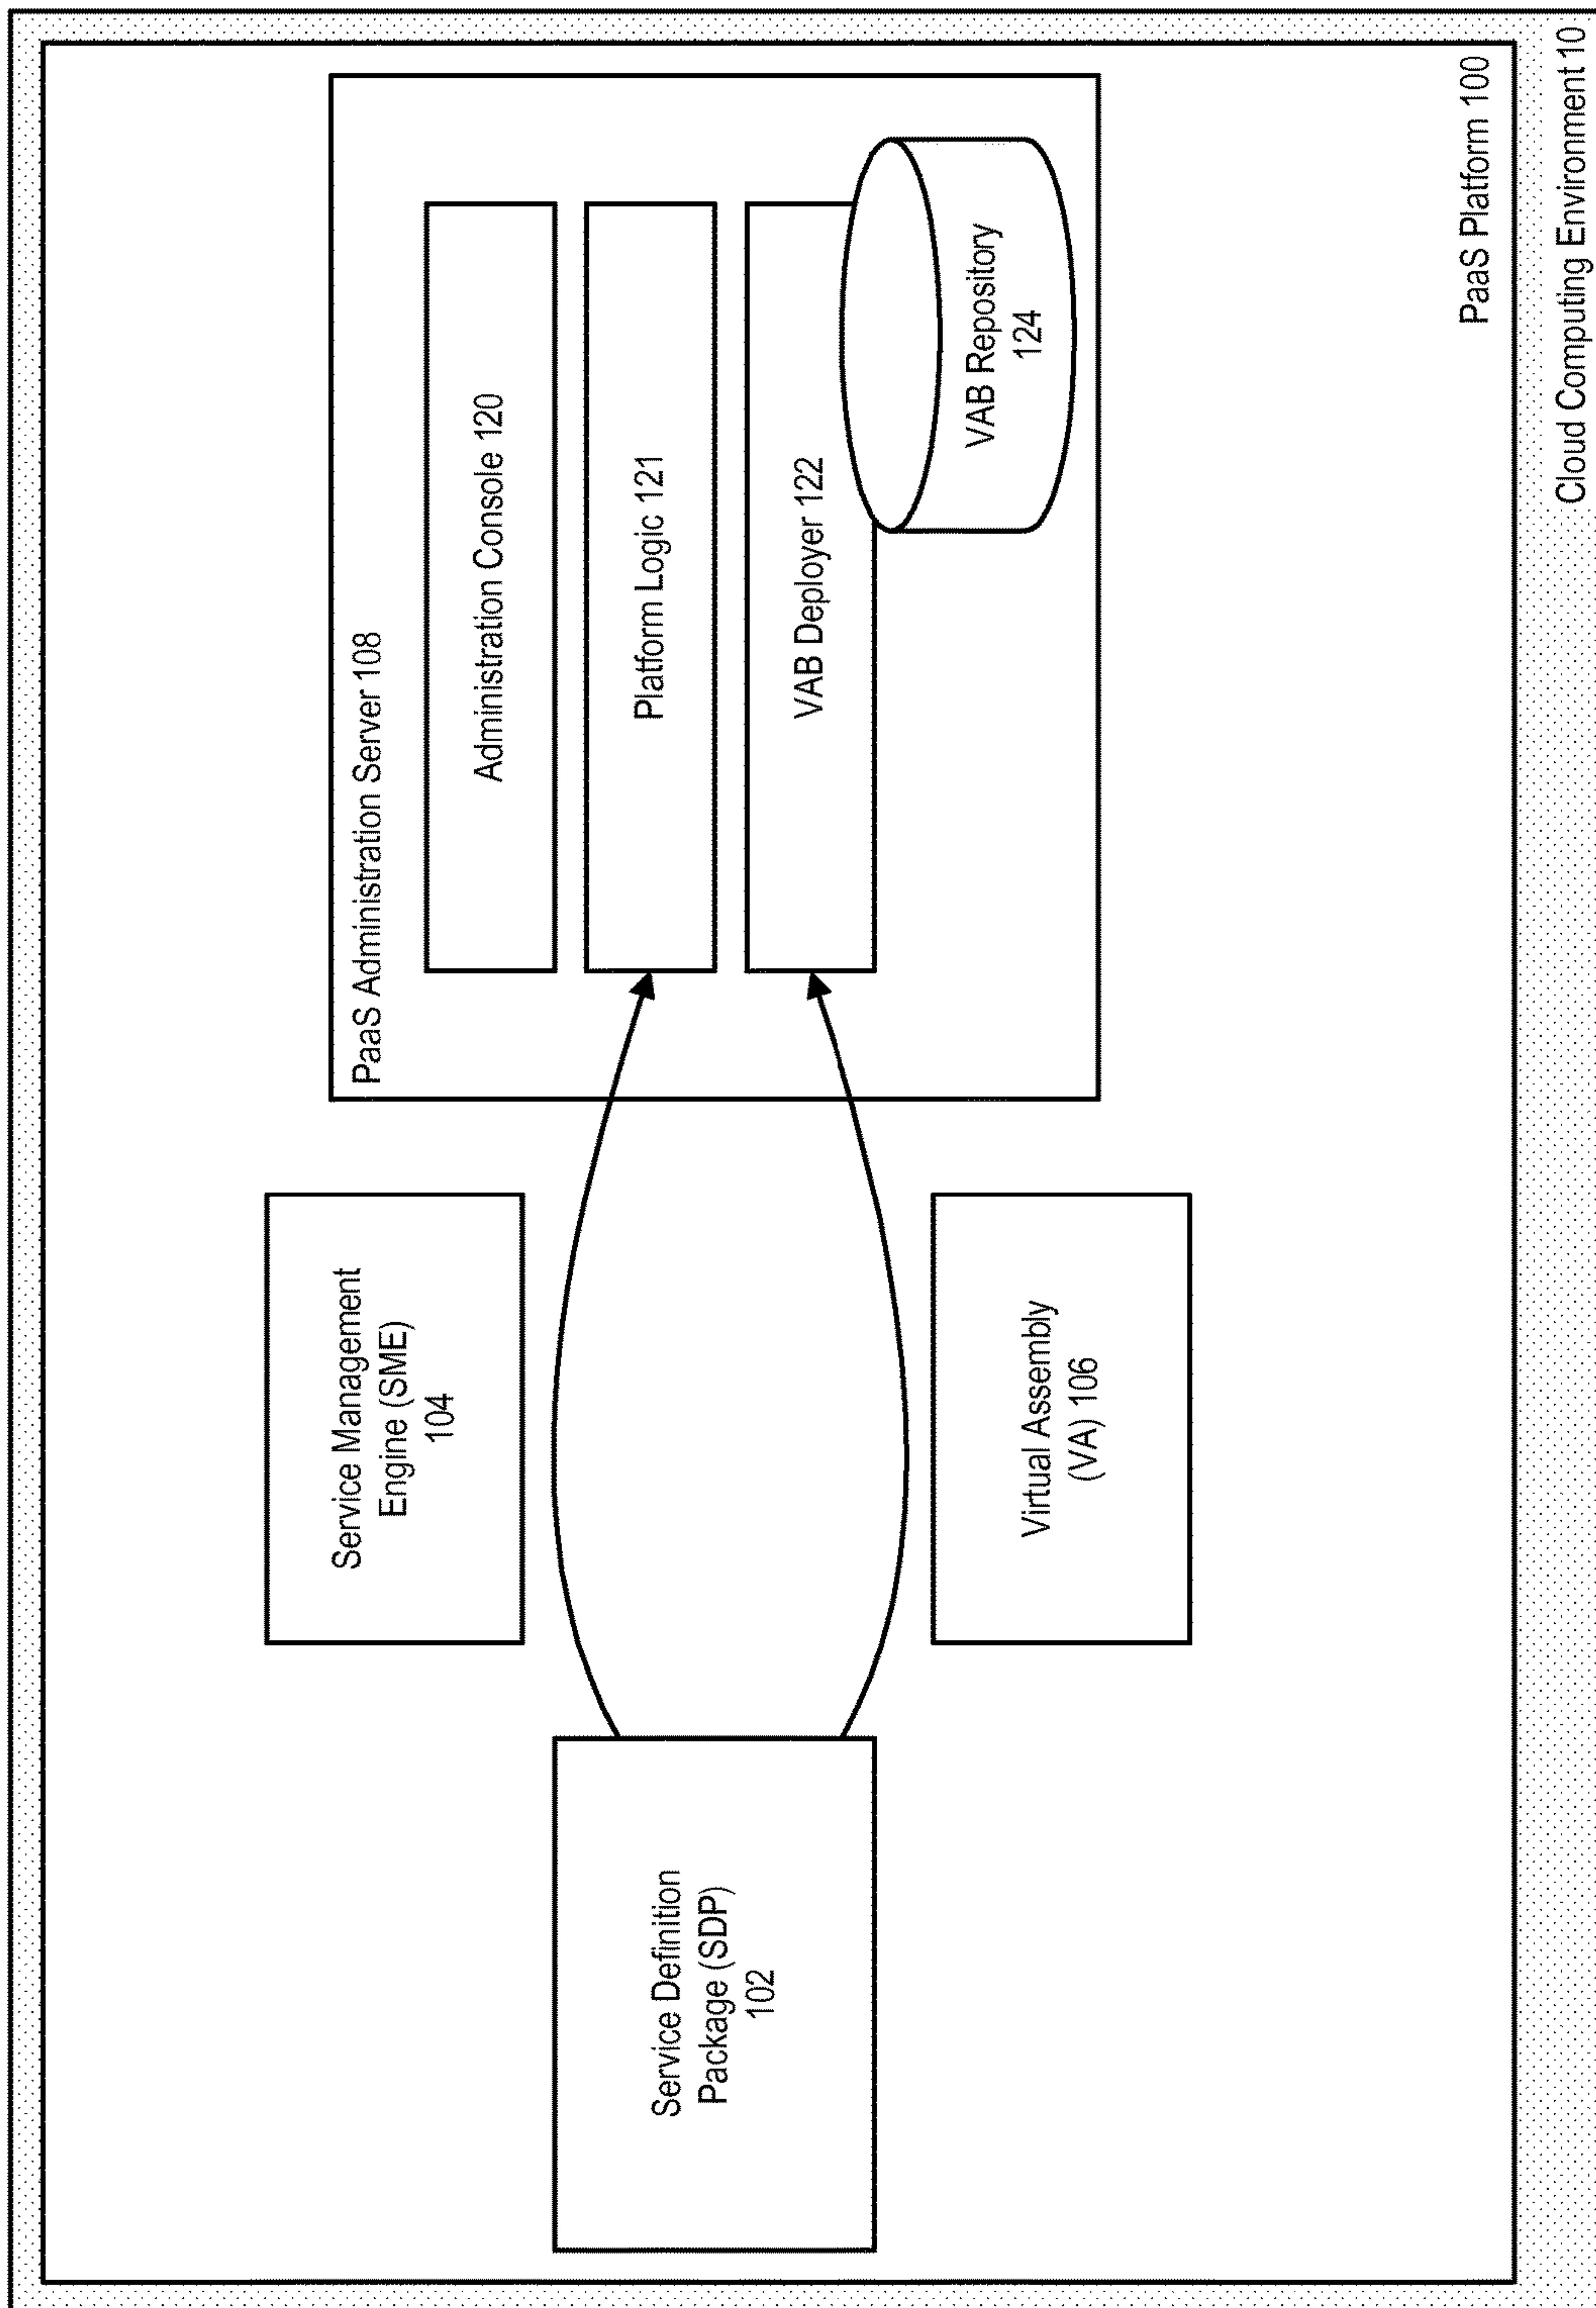 Service Definition
Package (SDP)
102
Service Management
Engine (SME)
104
Virtual Assembly
(VA) 106
PaaS Administration Server 108
Administration Console 120
Platform Logic 121
VAB Deployer 122
VAB Repository
124
PaaS Platform 100
Cloud Computing Environment 10